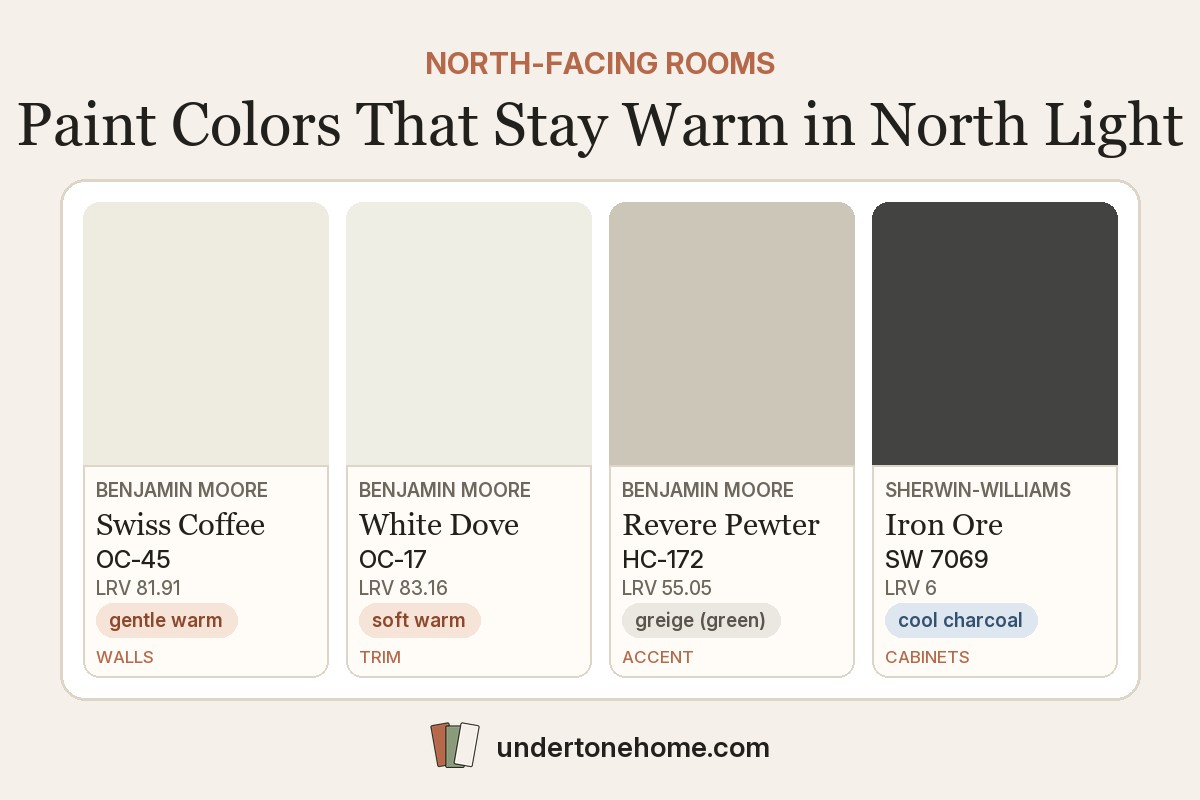 NORTH-FACING ROOMS
Paint Colors That Stay Warm in North Light
BENJAMIN MOORE
Swiss Coffee
OC-45
LRV 81.91
gentle warm
WALLS
BENJAMIN MOORE
White Dove
OC-17
LRV 83.16
soft warm
TRIM
BENJAMIN MOORE
Revere Pewter
HC-172
LRV 55.05
greige (green)
ACCENT
SHERWIN-WILLIAMS
Iron Ore
SW 7069
LRV 6
cool charcoal
CABINETS
undertonehome.com